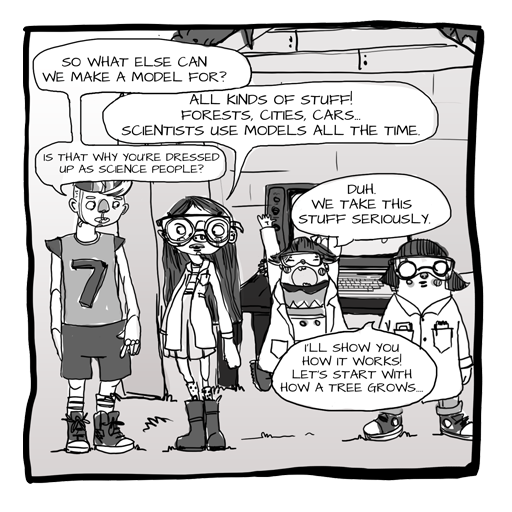 SO WHAT ELSE CAN
WE MAKE A MODEL FOR?
ALL KINDS OF STUFF!
FORESTS, CITIES, CARS...
SCIENTISTS USE MODELS ALL THE TIME.
IS THAT WHY YOU'RE DRESSED
UP AS SCIENCE PEOPLE?
DUH.
WE TAKE THIS
STUFF SERIOUSLY.
7
I'LL SHOW YOU
HOW IT WORKS!
LET'S START WITH
HOW A TREE GROWS...